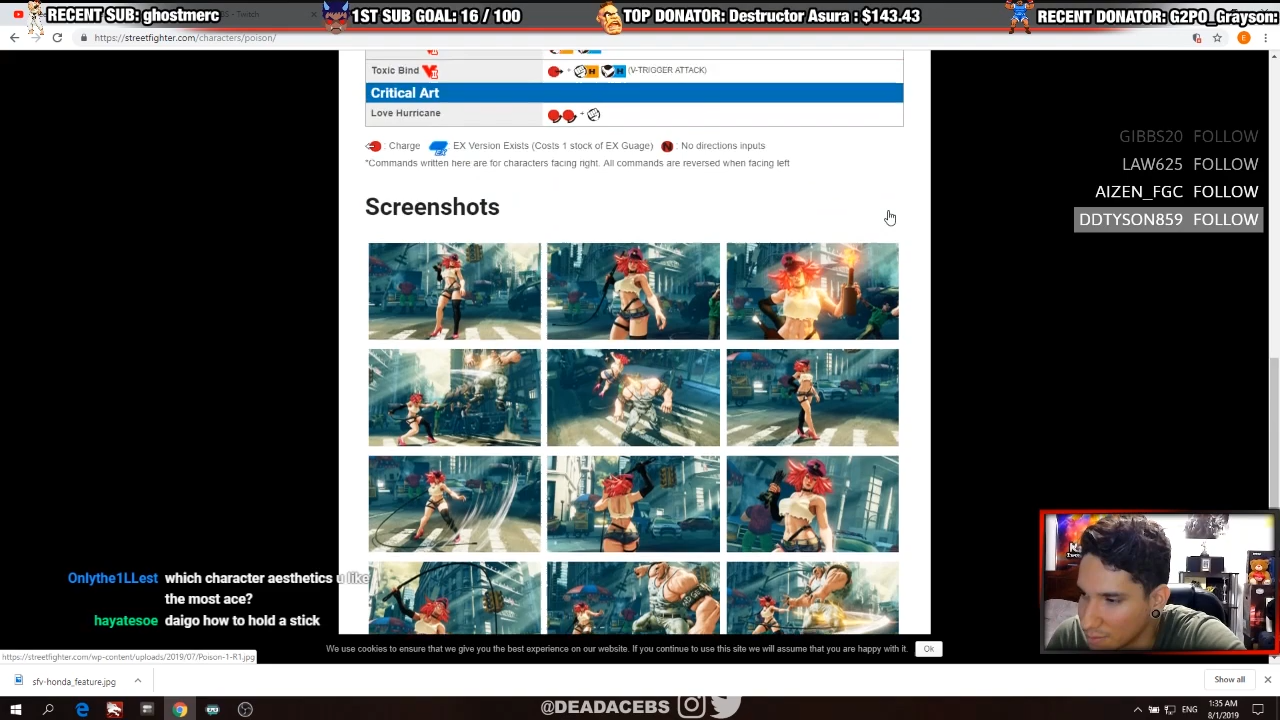 RECENT SUB: ghostmerc
- Twitch
1ST SUB GOAL: 16 / 100
TOP DONATOR: Destructor Asura : $143.43
RECENT DONATOR: G2PO_Grayson:
https://streetfighter.com/characters/poison/
E
Toxic Bind
+ H H (V-TRIGGER ATTACK)
Critical Art
Love Hurricane
+
: Charge EX : EX Version Exists (Costs 1 stock of EX Guage) N : No directions inputs
*Commands written here are for characters facing right. All commands are reversed when facing left
Screenshots
GIBBS20 FOLLOW
LAW625 FOLLOW
AIZEN_FGC FOLLOW
DDTYSON859 FOLLOW
Onlythe1LLest which character aesthetics u like
the most ace?
hayatesoe daigo how to hold a stick
We use cookies to ensure that we give you the best experience on our website. If you continue to use this site we will assume that you are happy with it. Ok
https://streetfighter.com/wp-content/uploads/2019/07/Poison-1-R1.jpg
sfv-honda_feature.jpg
Show all
@DEADACEBS
ENG
1:35 AM
8/1/2019